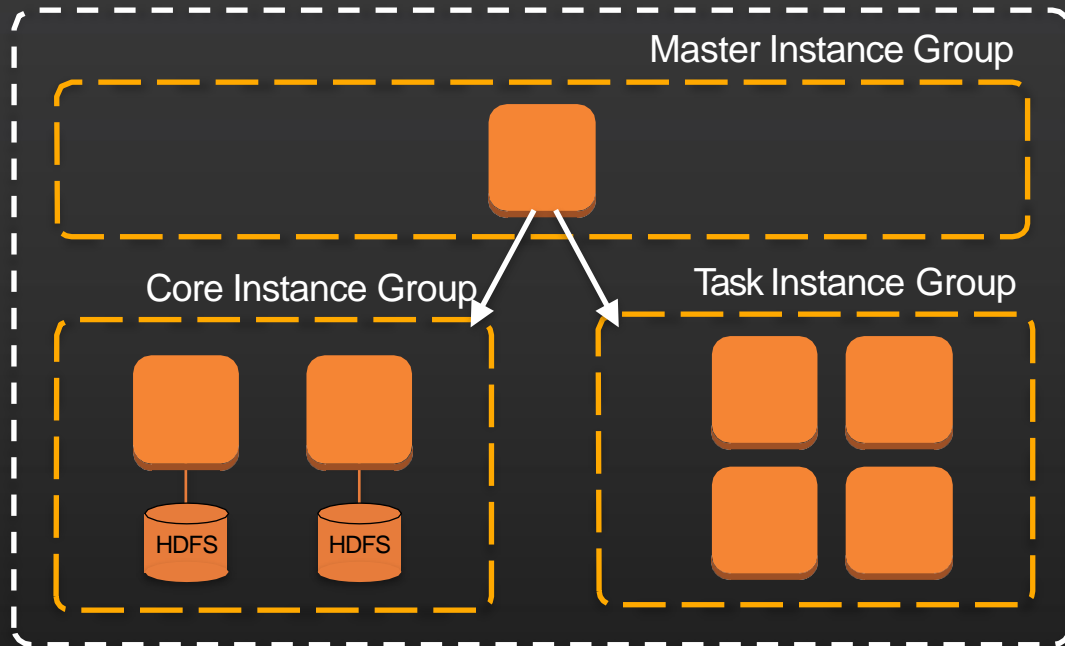 Master Instance Group
Core Instance Group
Task Instance Group
HDFS
HDFS